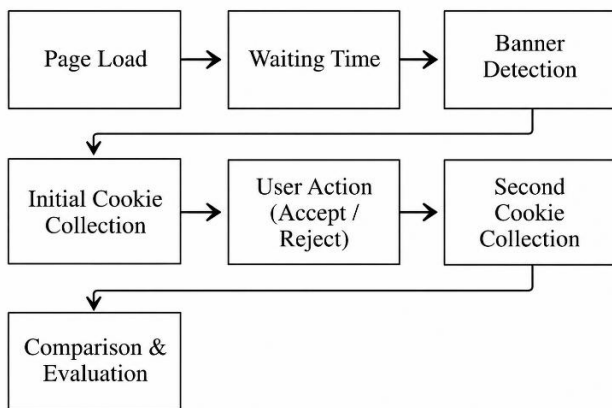 Page Load
Waiting Time
Banner
Detection
Initial Cookie
Collection
User Action
(Accept /
Reject)
Second
Cookie
Collection
Comparison &
Evaluation